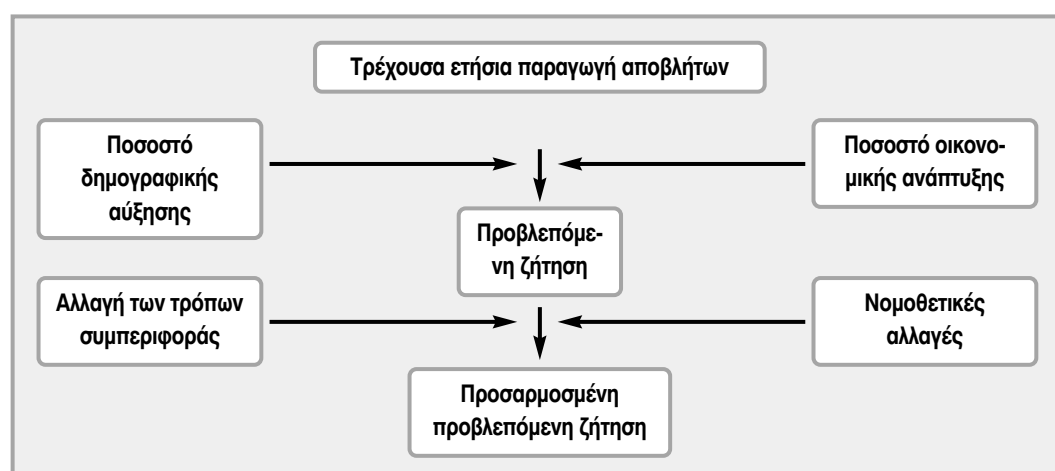 Τρέχουσα ετήσια παραγωγή αποβλήτων
Ποσοστό
δημογραφικής
αύξησης
Ποσοστό οικονο-
μικής ανάπτυξης
Προβλεπόμε-
νη ζήτηση
Αλλαγή των τρόπων
συμπεριφοράς
Νομοθετικές
αλλαγές
Προσαρμοσμένη
προβλεπόμενη ζήτηση